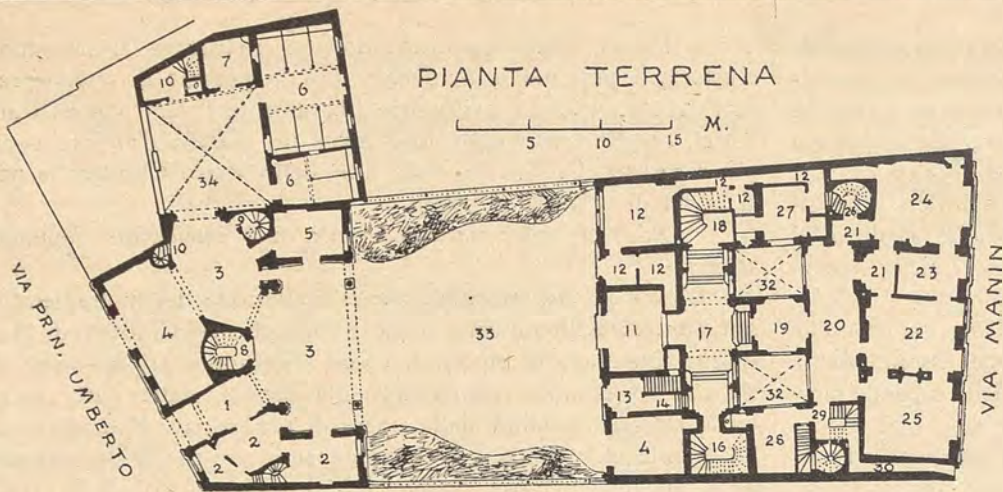 PIANTA TERRENA
5 10 15 M.
10 7
6
34 6
9
10
3
4 8 3
1
2
2 2
VIA PRIN. UMBERTO
33
12 12 12 12 18 27 26 24
21
12 12 32 21 23
11 17 19 20 22
13 14 32
4 16 26 29 25
30
VIA MANIN